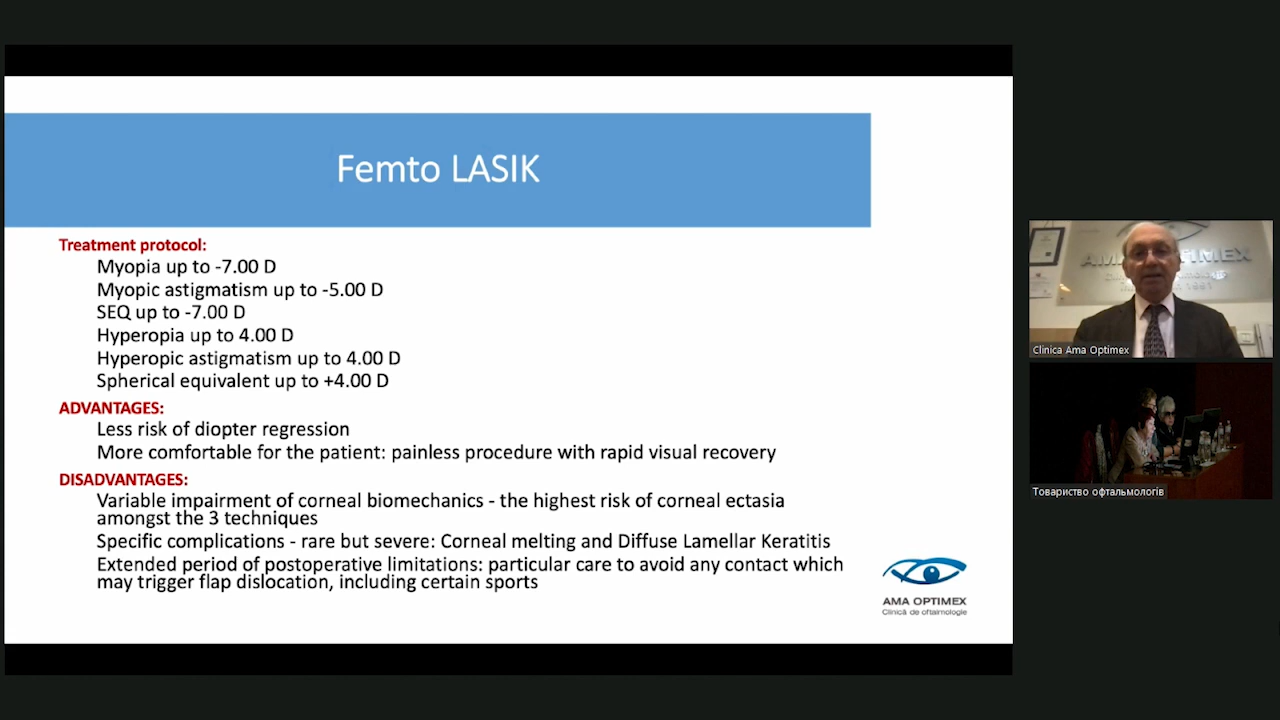 Femto LASIK
Treatment protocol:
Myopia up to -7.00 D
Myopic astigmatism up to -5.00 D
SEQ up to -7.00 D
Hyperopia up to 4.00 D
Hyperopic astigmatism up to 4.00 D
Spherical equivalent up to +4.00 D
ADVANTAGES:
Less risk of diopter regression
More comfortable for the patient: painless procedure with rapid visual recovery
DISADVANTAGES:
Variable impairment of corneal biomechanics - the highest risk of corneal ectasia
amongst the 3 techniques
Specific complications - rare but severe: Corneal melting and Diffuse Lamellar Keratitis
Extended period of postoperative limitations: particular care to avoid any contact which
may trigger flap dislocation, including certain sports
AMA OPTIMEX
Clinică de oftalmologie
AMA OPTIMEX
Clinica Ama Optimex
Товариство офтальмологів